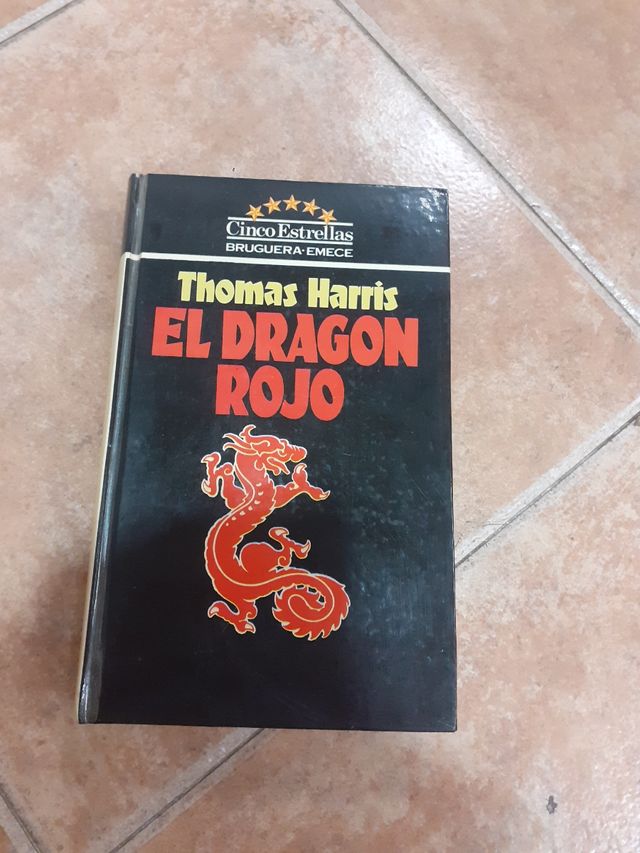 Cinco Estrellas
BRUGUERA·EMECE
Thomas Harris
EL DRAGON
ROJO